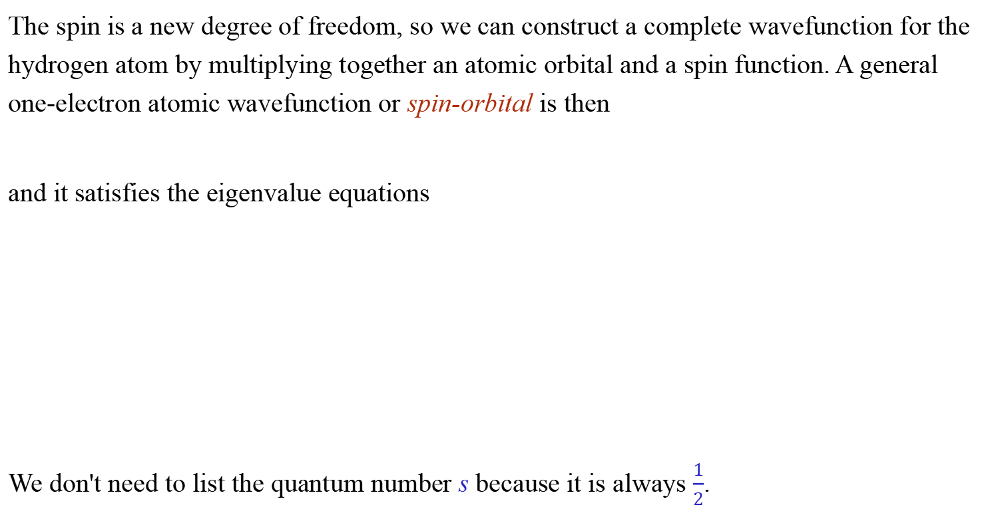 The spin is a new degree of freedom, so we can construct a complete wavefunction for the
hydrogen atom by multiplying together an atomic orbital and a spin function. A general
one-electron atomic wavefunction or spin-orbital is then
and it satisfies the eigenvalue equations
We don't need to list the quantum number s because it is always 1/2.